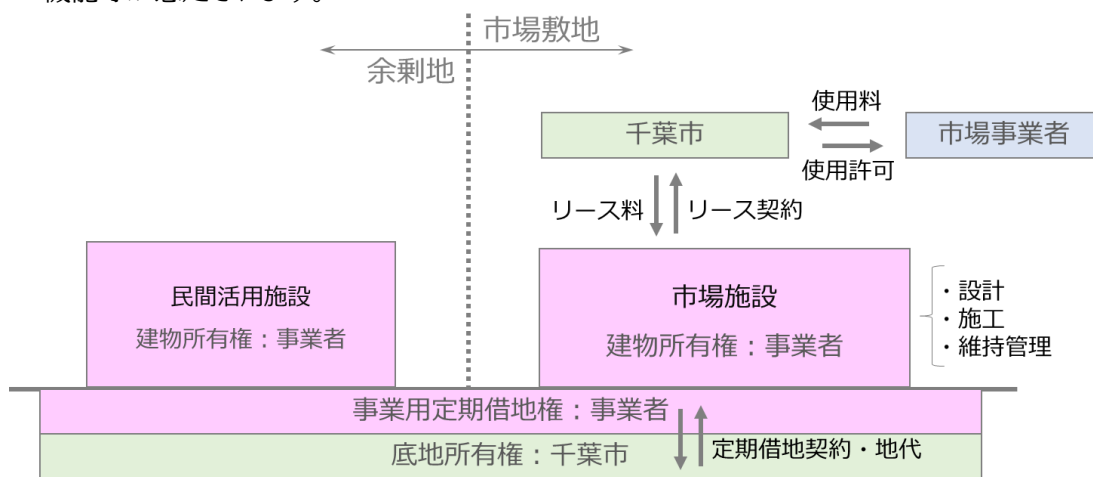 市場敷地
余剰地
使用料
千葉市
市場事業者
使用許可
リース料
リース契約
民間活用施設
建物所有権：事業者
市場施設
建物所有権：事業者
・設計
・施工
・維持管理
事業用定期借地権：事業者
底地所有権：千葉市
定期借地契約・地代